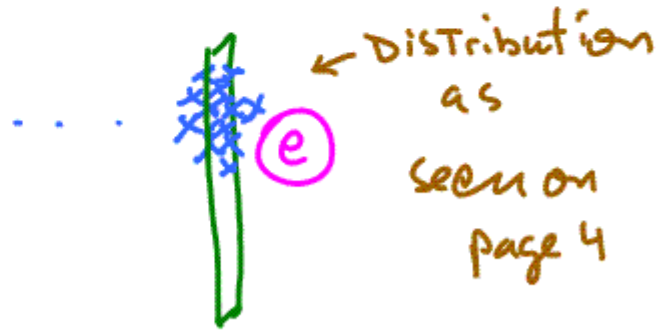 . . .
← Distribution
as
seen on
page 4
e